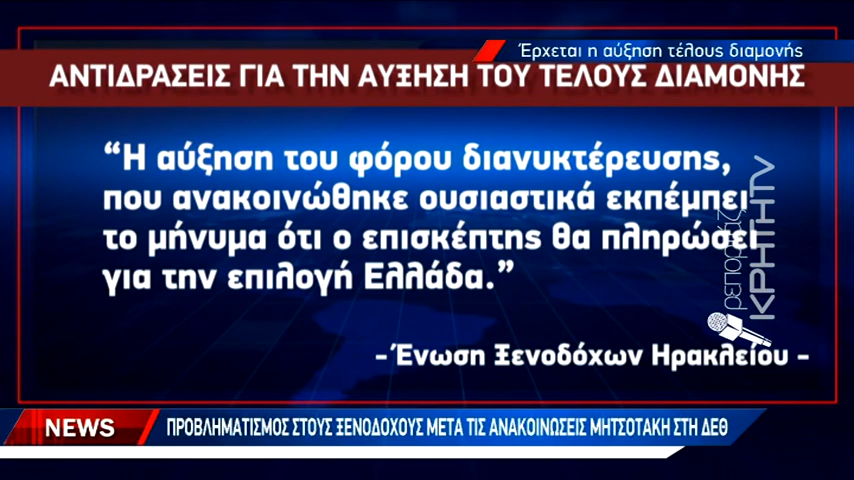 Έρχεται η αύξηση τέλους διαμονής
ΑΝΤΙΔΡΑΣΕΙΣ ΓΙΑ ΤΗΝ ΑΥΞΗΣΗ ΤΟΥ ΤΕΛΟΥΣ ΔΙΑΜΟΝΗΣ
“Η αύξηση του φόρου διανυκτέρευσης,
που ανακοινώθηκε ουσιαστικά εκπέμπει
το μήνυμα ότι ο επισκέπτης θα πληρώσει
για την επιλογή Ελλάδα.”
- Ένωση Ξενοδόχων Ηρακλείου -
ρεπορτάζ
ΚΡΗΤΗTV
NEWS
ΠΡΟΒΛΗΜΑΤΙΣΜΟΣ ΣΤΟΥΣ ΞΕΝΟΔΟΧΟΥΣ ΜΕΤΑ ΤΙΣ ΑΝΑΚΟΙΝΩΣΕΙΣ ΜΗΤΣΟΤΑΚΗ ΣΤΗ ΔΕΘ